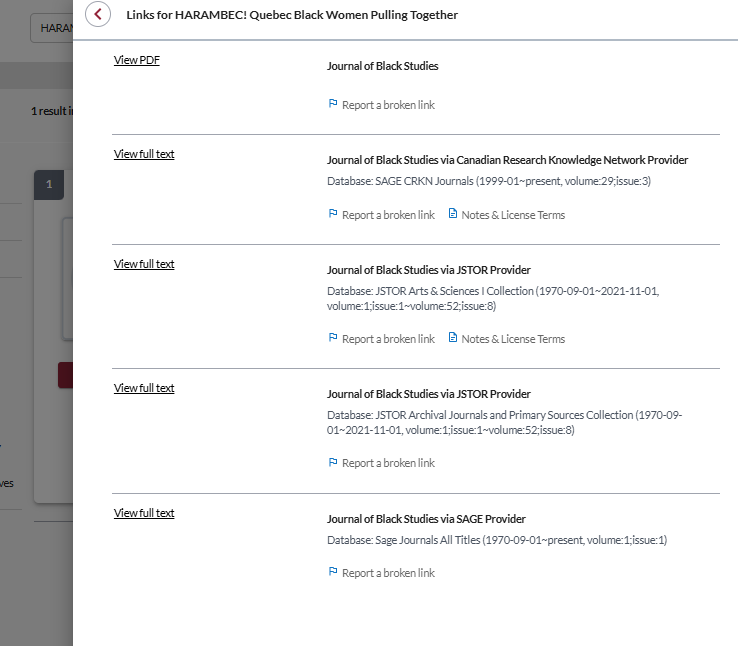 Links for HARAMBEC! Quebec Black Women Pulling Together
HARAM
1 result in
1
ves
View PDF
Journal of Black Studies
Report a broken link
View full text
Journal of Black Studies via Canadian Research Knowledge Network Provider
Database: SAGE CRKN Journals (1999-01~present, volume:29;issue:3)
Report a broken link Notes & License Terms
View full text
Journal of Black Studies via JSTOR Provider
Database: JSTOR Arts & Sciences I Collection (1970-09-01~2021-11-01,
volume:1;issue:1~volume:52;issue:8)
Report a broken link Notes & License Terms
View full text
Journal of Black Studies via JSTOR Provider
Database: JSTOR Archival Journals and Primary Sources Collection (1970-09-
01~2021-11-01, volume:1;issue:1~volume:52;issue:8)
Report a broken link
View full text
Journal of Black Studies via SAGE Provider
Database: Sage Journals All Titles (1970-09-01~present, volume:1;issue:1)
Report a broken link